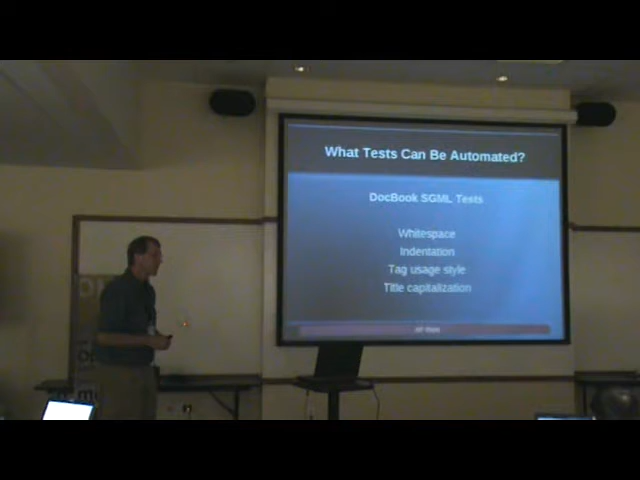 What Tests Can Be Automated?
DocBook SGML Tests
Whitespace
Indentation
Tag usage style
Title capitalization